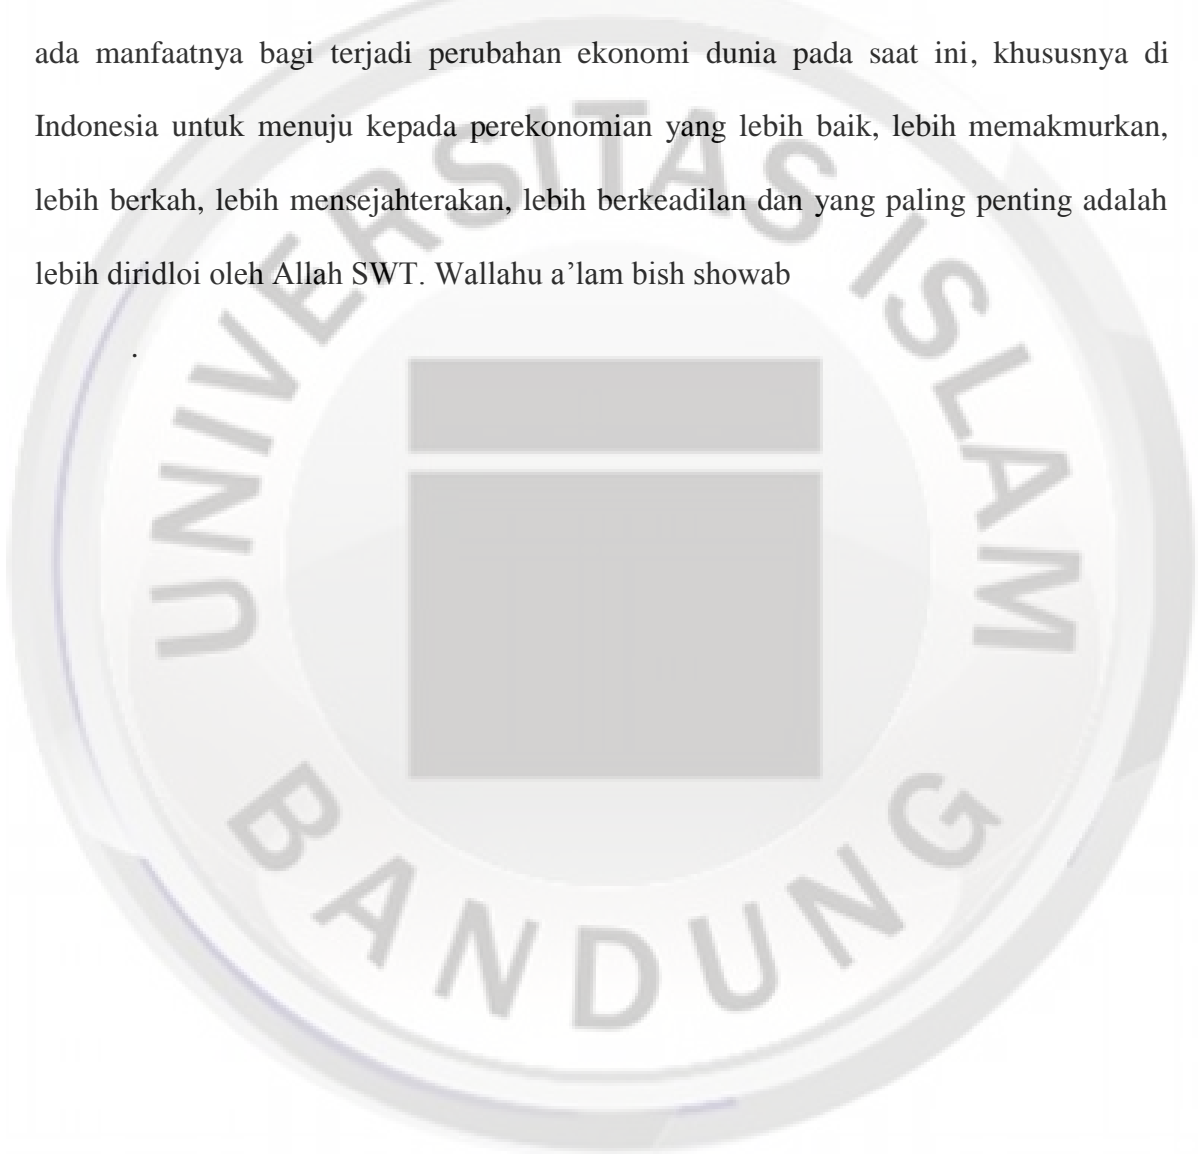 ada manfaatnya bagi terjadi perubahan ekonomi dunia pada saat ini, khususnya di
Indonesia untuk menuju kepada perekonomian yang lebih baik, lebih memakmurkan,
lebih berkah, lebih mensejahterakan, lebih berkeadilan dan yang paling penting adalah
lebih diridloi oleh Allah SWT. Wallahu a’lam bish showab
.
UNIVERSITAS ISLAM
BANDUNG